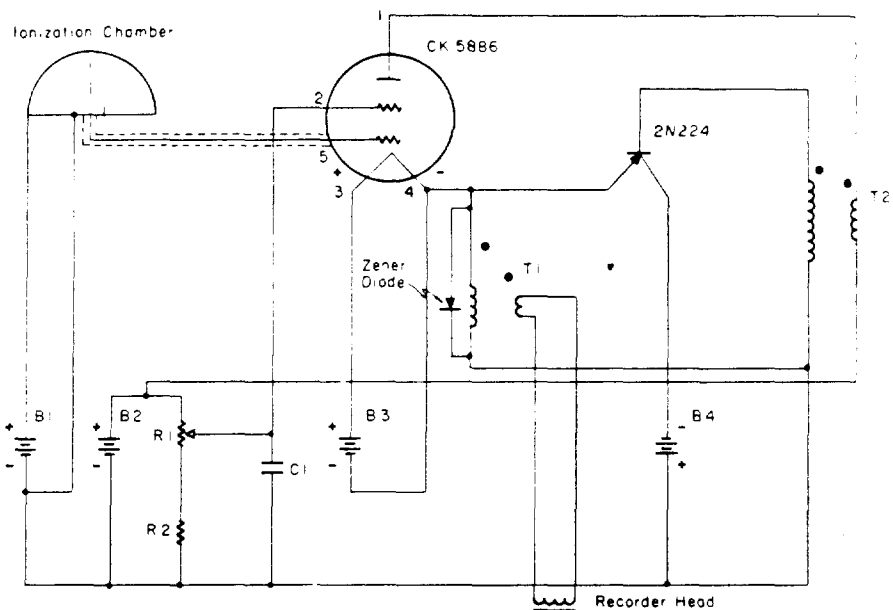 1
Ionization Chamber
CK 5886
2
2N224
5
+
-
3
4
T2
Zener
Diode
T1
+
B1
-
+
B2
-
R1
C1
+
B3
-
-
B4
+
R2
Recorder Head